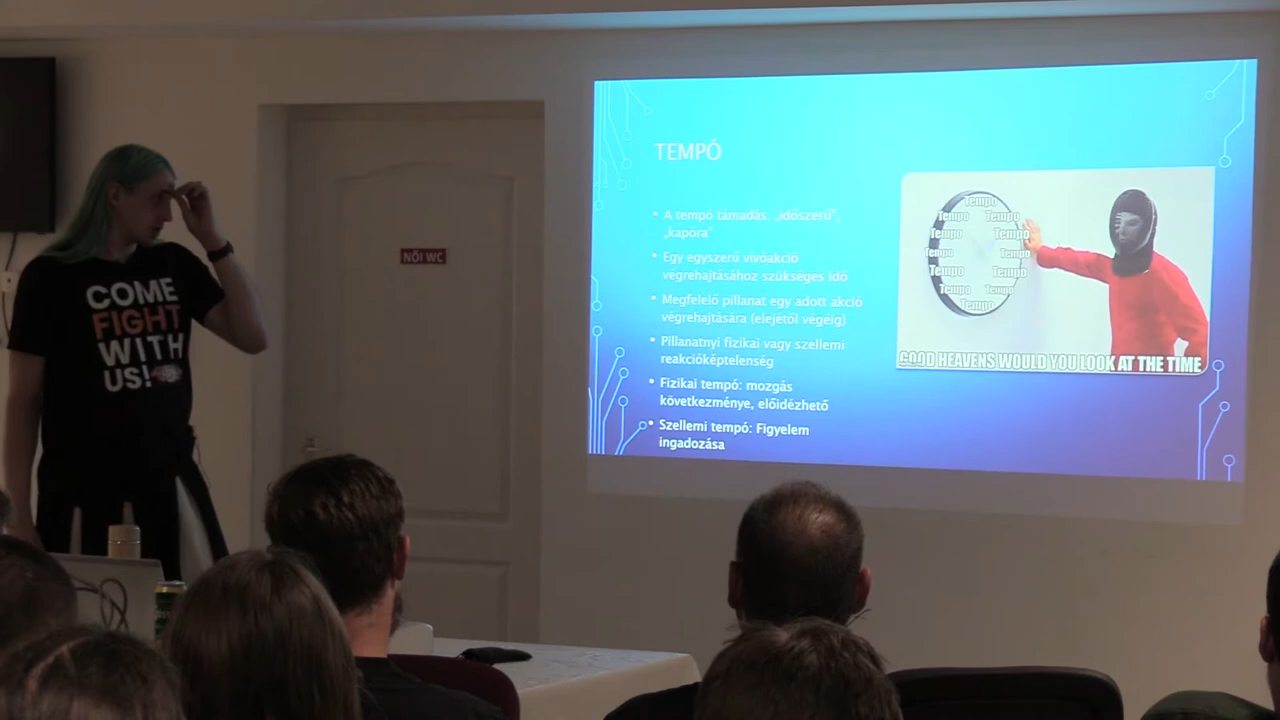 COME
FIGHT
WITH
US!
NŐI WC
TEMPÓ
• A tempó támadás: „időszerű”,
„kapóra”
• Egy egyszerű vívóakció
végrehajtásához szükséges idő
• Megfelelő pillanat egy adott akció
végrehajtására (elejétől végéig)
• Pillanatnyi fizikai vagy szellemi
reakcióképtelenség
• Fizikai tempó: mozgás
következménye, előidézhető
• Szellemi tempó: Figyelem
ingadozása
Tempo
Tempo Tempo
Tempo Tempo
Tempo Tempo
Tempo Tempo
Tempo Tempo
Tempo
GOOD HEAVENS WOULD YOU LOOK AT THE TIME